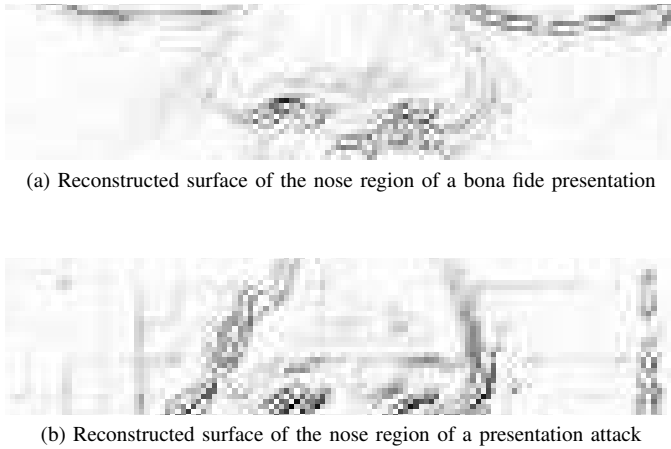 (a) Reconstructed surface of the nose region of a bona fide presentation
(b) Reconstructed surface of the nose region of a presentation attack